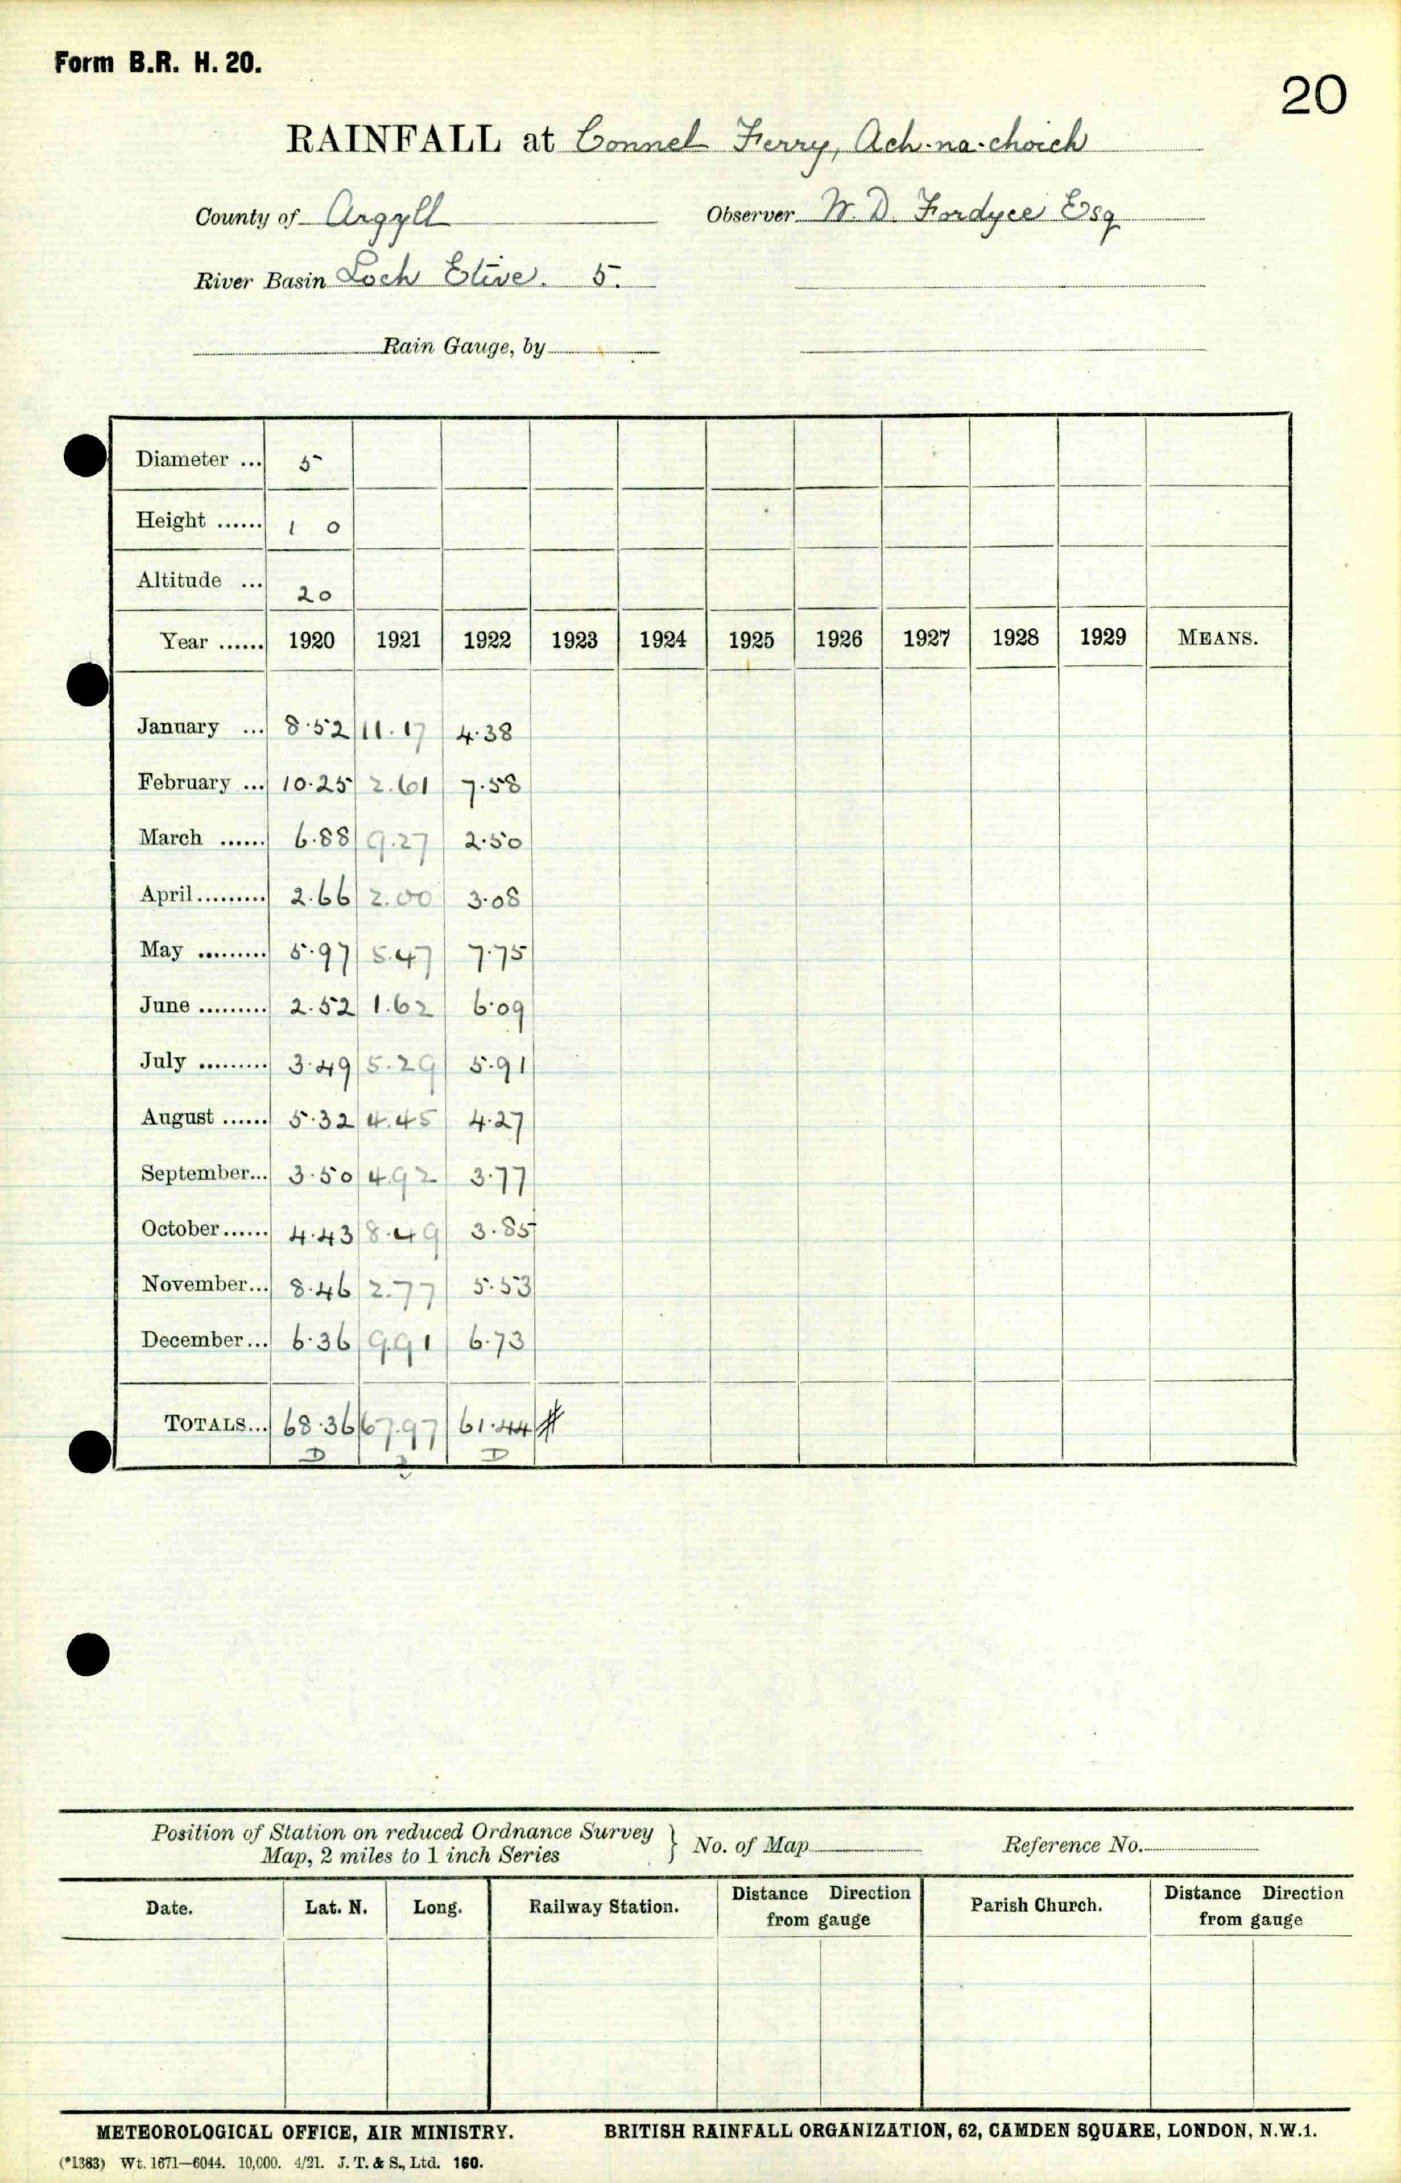 Form B.R. H. 20.
20
RAINFALL at Connel Ferry, Ach-na-choich
County of Argyll Observer W. D. Fordyce Esq
River Basin Loch Etive. 5.
Rain Gauge, by
Diameter ... 5
Height ...... 1 0
Altitude ... 20
Year ...... 1920 1921 1922 1923 1924 1925 1926 1927 1928 1929 MEANS.
January ... 8.52 11.17 4.38
February ... 10.25 2.61 7.58
March ...... 6.88 9.27 2.50
April ......... 2.66 2.00 3.08
May ......... 5.97 5.47 7.75
June ......... 2.52 1.62 6.09
July ......... 3.49 5.29 5.91
August ...... 5.32 4.45 4.27
September... 3.50 4.92 3.77
October...... 4.43 8.49 3.85
November... 8.46 2.77 5.53
December... 6.36 9.91 6.73
TOTALS... 68.36 67.97 61.44 #
D D
Position of Station on reduced Ordnance Survey
Map, 2 miles to 1 inch Series } No. of Map Reference No.
Date. Lat. N. Long. Railway Station. Distance Direction from gauge Parish Church. Distance Direction from gauge
METEOROLOGICAL OFFICE, AIR MINISTRY. BRITISH RAINFALL ORGANIZATION, 62, CAMDEN SQUARE, LONDON, N.W.1.
(*1383) Wt. 1671—6044. 10,000. 4/21. J. T. & S., Ltd. 160.